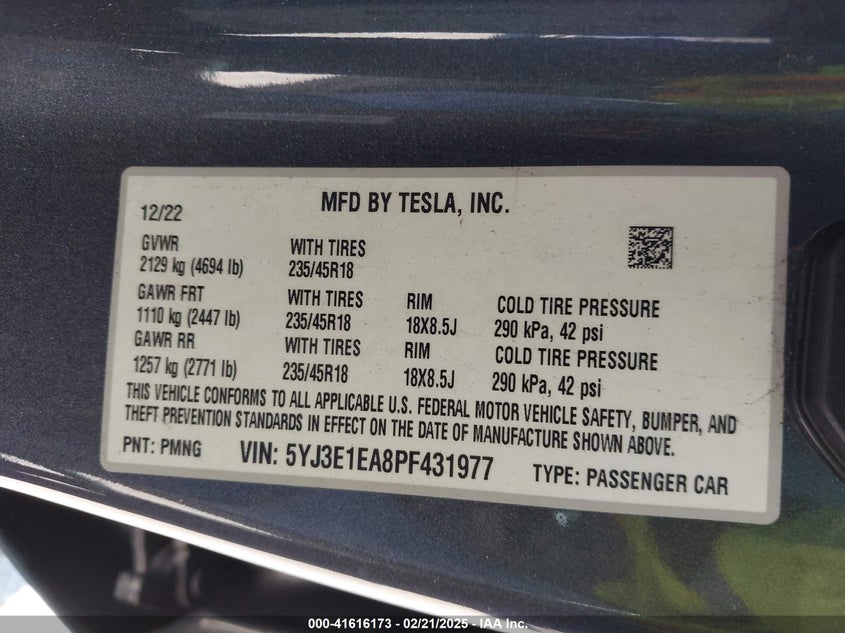 MFD BY TESLA, INC.
12/22
GVWR WITH TIRES
2129 kg (4694 lb) 235/45R18
GAWR FRT WITH TIRES RIM COLD TIRE PRESSURE
1110 kg (2447 lb) 235/45R18 18X8.5J 290 kPa, 42 psi
GAWR RR WITH TIRES RIM COLD TIRE PRESSURE
1257 kg (2771 lb) 235/45R18 18X8.5J 290 kPa, 42 psi
THIS VEHICLE CONFORMS TO ALL APPLICABLE U.S. FEDERAL MOTOR VEHICLE SAFETY, BUMPER, AND
THEFT PREVENTION STANDARDS IN EFFECT ON THE DATE OF MANUFACTURE SHOWN ABOVE.
PNT: PMNG VIN: 5YJ3E1EA8PF431977 TYPE: PASSENGER CAR
000-41616173 - 02/21/2025 - IAA Inc.